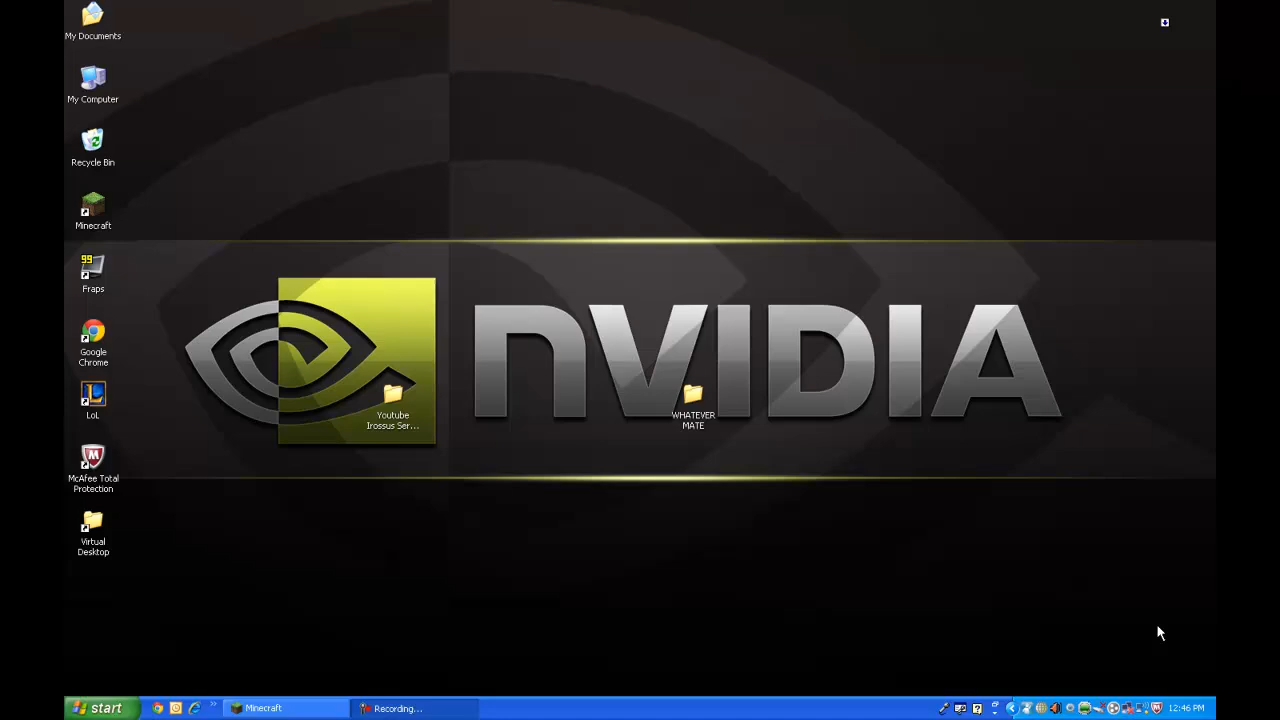 My Documents
My Computer
Recycle Bin
Minecraft
99
Fraps
Google
Chrome
LoL
McAfee Total
Protection
Virtual
Desktop
nVIDIA
Youtube
Irossus Ser...
WHATEVER
MATE
start
Minecraft
Recording...
12:46 PM